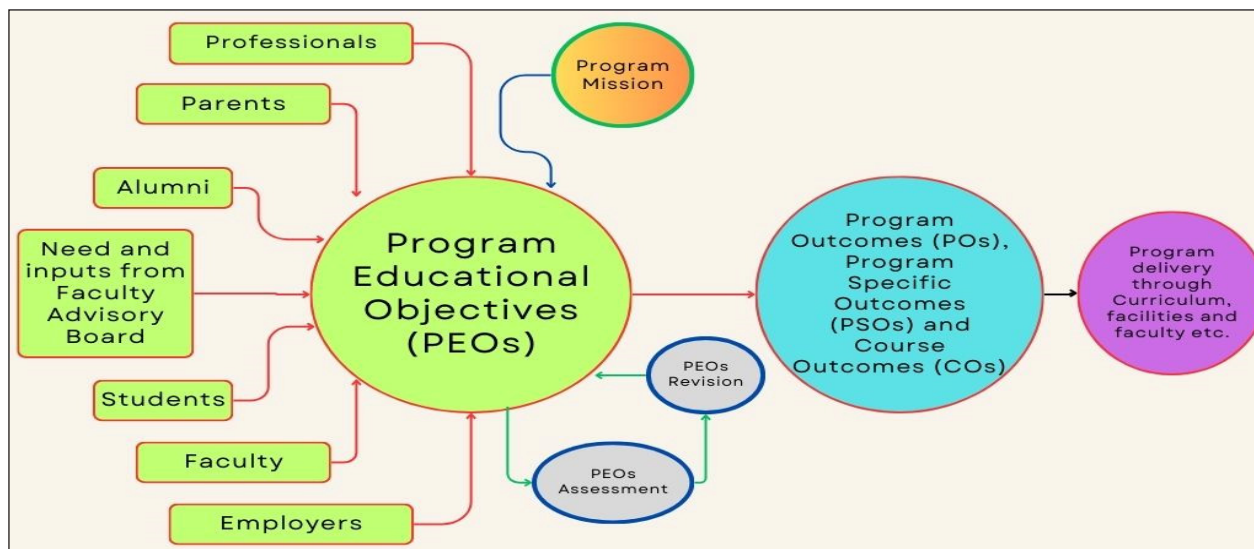 Professionals
Parents
Alumni
Need and
inputs from
Faculty
Advisory
Board
Students
Faculty
Employers
Program
Mission
Program
Educational
Objectives
(PEOs)
PEOs
Revision
PEOs
Assessment
Program
Outcomes (POs),
Program
Specific
Outcomes
(PSOs) and
Course
Outcomes (COs)
Program
delivery
through
Curriculum,
facilities and
faculty etc.